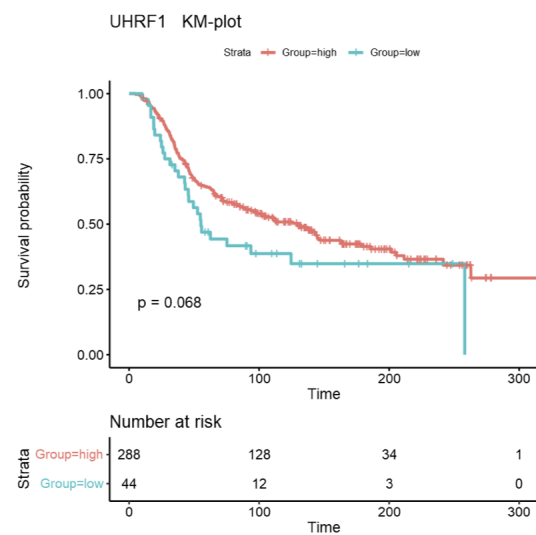 UHRF1 KM-plot
Strata Group=high Group=low
1.00
0.75
0.50
0.25
0.00
Survival probability
p = 0.068
0 100 200 300
Time
Number at risk
Strata
Group=high 288 128 34 1
Group=low 44 12 3 0
0 100 200 300
Time